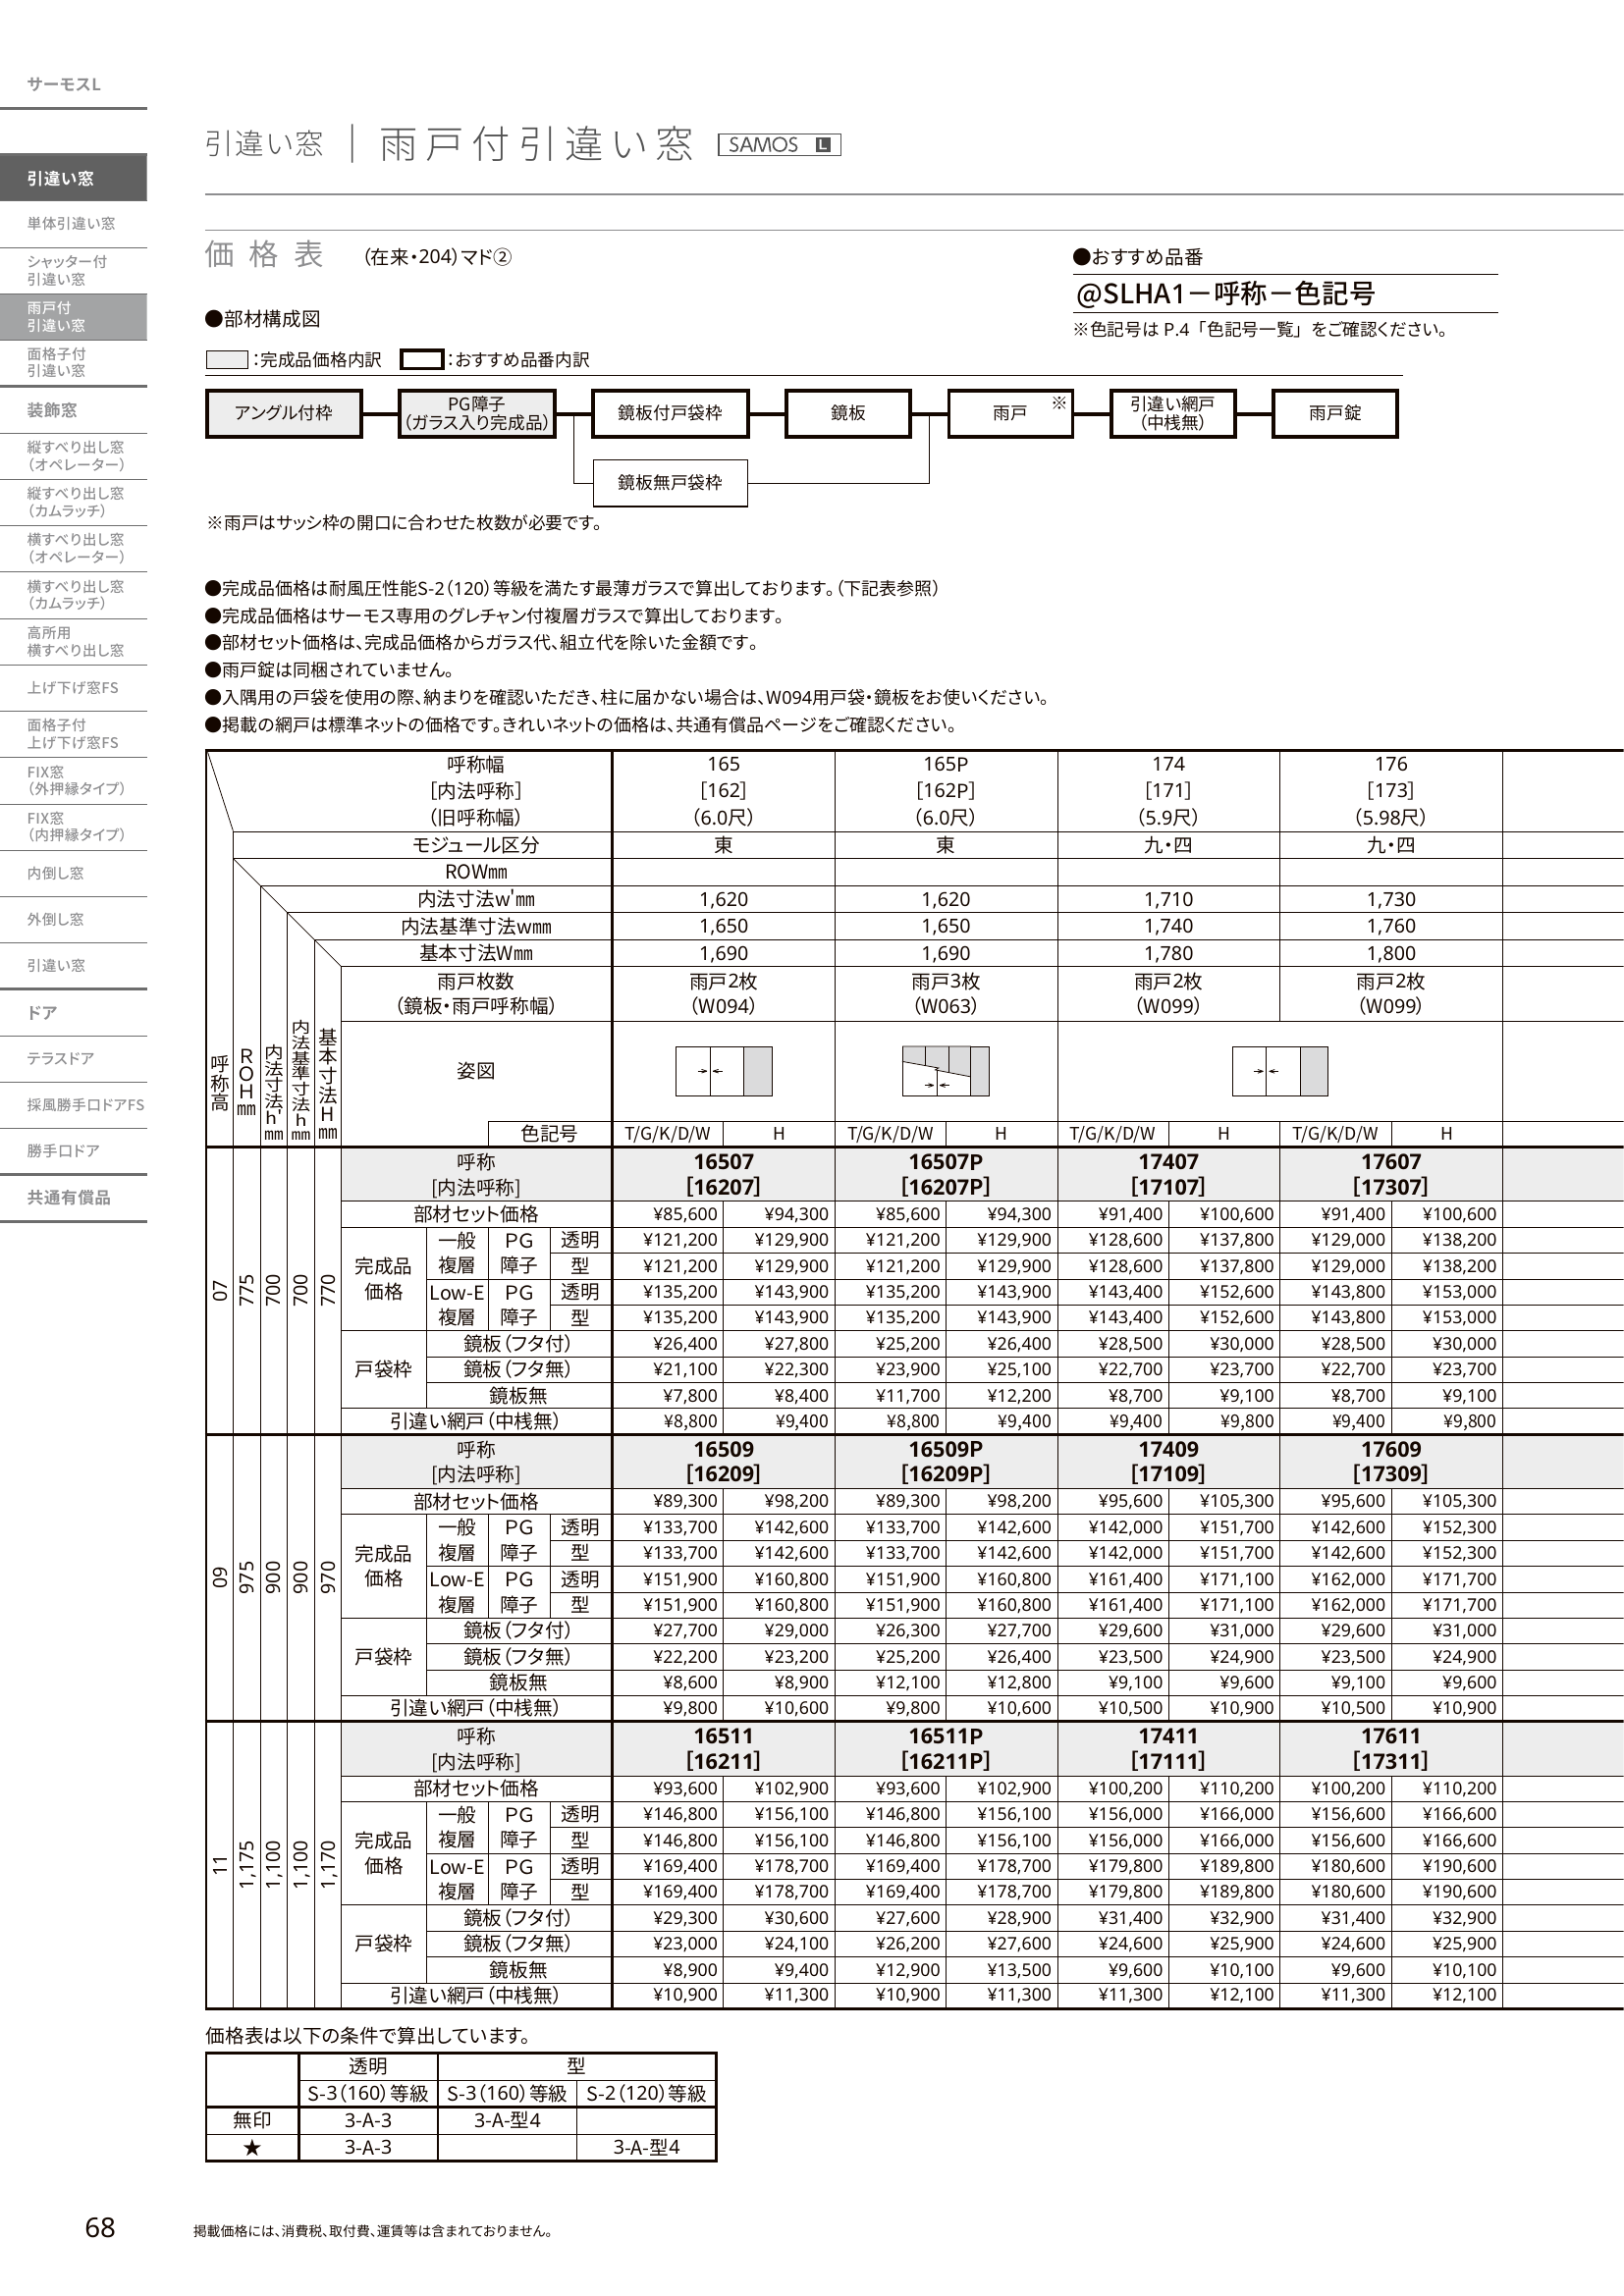 サーモスL
引違い窓
単体引違い窓
シャッター付
引違い窓
雨戸付
引違い窓
面格子付
引違い窓
装飾窓
縦すべり出し窓
（オペレーター）
縦すべり出し窓
（カムラッチ）
横すべり出し窓
（オペレーター）
横すべり出し窓
（カムラッチ）
高所用
横すべり出し窓
上げ下げ窓FS
面格子付
上げ下げ窓FS
FIX窓
（外押縁タイプ）
FIX窓
（内押縁タイプ）
内倒し窓
外倒し窓
引違い窓
ドア
テラスドア
採風勝手口ドアFS
勝手口ドア
共通有償品
引違い窓｜雨戸付引違い窓 SAMOS L
価格表 （在来・204）マド②
●おすすめ品番
@SLHA1－呼称－色記号
※色記号は P.4「色記号一覧」をご確認ください。
●部材構成図
：完成品価格内訳 ：おすすめ品番内訳
アングル付枠 PG障子（ガラス入り完成品） 鏡板付戸袋枠 鏡板 雨戸 ※ 引違い網戸（中桟無） 雨戸錠
鏡板無戸袋枠
※雨戸はサッシ枠の開口に合わせた枚数が必要です。
●完成品価格は耐風圧性能S-2（120）等級を満たす最薄ガラスで算出しております。（下記表参照）
●完成品価格はサーモス専用のグレチャン付複層ガラスで算出しております。
●部材セット価格は、完成品価格からガラス代、組立代を除いた金額です。
●雨戸錠は同梱されていません。
●入隅用の戸袋を使用の際、納まりを確認いただき、柱に届かない場合は、W094用戸袋・鏡板をお使いください。
●掲載の網戸は標準ネットの価格です。きれいネットの価格は、共通有償品ページをご確認ください。
呼称幅 165 165P 174 176
［内法呼称］ ［162］ ［162P］ ［171］ ［173］
（旧呼称幅） （6.0尺） （6.0尺） （5.9尺） （5.98尺）
モジュール区分 東 東 九・四 九・四
ROW㎜
内法寸法w'㎜ 1,620 1,620 1,710 1,730
内法基準寸法w㎜ 1,650 1,650 1,740 1,760
基本寸法W㎜ 1,690 1,690 1,780 1,800
雨戸枚数 雨戸2枚 雨戸3枚 雨戸2枚 雨戸2枚
（鏡板・雨戸呼称幅） （W094） （W063） （W099） （W099）
呼称高 ROH㎜ 内法寸法h'㎜ 内法基準寸法h㎜ 基本寸法H㎜
姿図
色記号 T/G/K/D/W H T/G/K/D/W H T/G/K/D/W H T/G/K/D/W H
07 775 700 700 770
呼称 16507 16507P 17407 17607
[内法呼称] [16207] [16207P] [17107] [17307]
部材セット価格 ¥85,600 ¥94,300 ¥85,600 ¥94,300 ¥91,400 ¥100,600 ¥91,400 ¥100,600
完成品価格 一般複層 PG障子 透明 ¥121,200 ¥129,900 ¥121,200 ¥129,900 ¥128,600 ¥137,800 ¥129,000 ¥138,200
型 ¥121,200 ¥129,900 ¥121,200 ¥129,900 ¥128,600 ¥137,800 ¥129,000 ¥138,200
Low-E複層 PG障子 透明 ¥135,200 ¥143,900 ¥135,200 ¥143,900 ¥143,400 ¥152,600 ¥143,800 ¥153,000
型 ¥135,200 ¥143,900 ¥135,200 ¥143,900 ¥143,400 ¥152,600 ¥143,800 ¥153,000
戸袋枠 鏡板（フタ付） ¥26,400 ¥27,800 ¥25,200 ¥26,400 ¥28,500 ¥30,000 ¥28,500 ¥30,000
鏡板（フタ無） ¥21,100 ¥22,300 ¥23,900 ¥25,100 ¥22,700 ¥23,700 ¥22,700 ¥23,700
鏡板無 ¥7,800 ¥8,400 ¥11,700 ¥12,200 ¥8,700 ¥9,100 ¥8,700 ¥9,100
引違い網戸（中桟無） ¥8,800 ¥9,400 ¥8,800 ¥9,400 ¥9,400 ¥9,800 ¥9,400 ¥9,800
09 975 900 900 970
呼称 16509 16509P 17409 17609
[内法呼称] [16209] [16209P] [17109] [17309]
部材セット価格 ¥89,300 ¥98,200 ¥89,300 ¥98,200 ¥95,600 ¥105,300 ¥95,600 ¥105,300
完成品価格 一般複層 PG障子 透明 ¥133,700 ¥142,600 ¥133,700 ¥142,600 ¥142,000 ¥151,700 ¥142,600 ¥152,300
型 ¥133,700 ¥142,600 ¥133,700 ¥142,600 ¥142,000 ¥151,700 ¥142,600 ¥152,300
Low-E複層 PG障子 透明 ¥151,900 ¥160,800 ¥151,900 ¥160,800 ¥161,400 ¥171,100 ¥162,000 ¥171,700
型 ¥151,900 ¥160,800 ¥151,900 ¥160,800 ¥161,400 ¥171,100 ¥162,000 ¥171,700
戸袋枠 鏡板（フタ付） ¥27,700 ¥29,000 ¥26,300 ¥27,700 ¥29,600 ¥31,000 ¥29,600 ¥31,000
鏡板（フタ無） ¥22,200 ¥23,200 ¥25,200 ¥26,400 ¥23,500 ¥24,900 ¥23,500 ¥24,900
鏡板無 ¥8,600 ¥8,900 ¥12,100 ¥12,800 ¥9,100 ¥9,600 ¥9,100 ¥9,600
引違い網戸（中桟無） ¥9,800 ¥10,600 ¥9,800 ¥10,600 ¥10,500 ¥10,900 ¥10,500 ¥10,900
11 1,175 1,100 1,100 1,170
呼称 16511 16511P 17411 17611
[内法呼称] [16211] [16211P] [17111] [17311]
部材セット価格 ¥93,600 ¥102,900 ¥93,600 ¥102,900 ¥100,200 ¥110,200 ¥100,200 ¥110,200
完成品価格 一般複層 PG障子 透明 ¥146,800 ¥156,100 ¥146,800 ¥156,100 ¥156,000 ¥166,000 ¥156,600 ¥166,600
型 ¥146,800 ¥156,100 ¥146,800 ¥156,100 ¥156,000 ¥166,000 ¥156,600 ¥166,600
Low-E複層 PG障子 透明 ¥169,400 ¥178,700 ¥169,400 ¥178,700 ¥179,800 ¥189,800 ¥180,600 ¥190,600
型 ¥169,400 ¥178,700 ¥169,400 ¥178,700 ¥179,800 ¥189,800 ¥180,600 ¥190,600
戸袋枠 鏡板（フタ付） ¥29,300 ¥30,600 ¥27,600 ¥28,900 ¥31,400 ¥32,900 ¥31,400 ¥32,900
鏡板（フタ無） ¥23,000 ¥24,100 ¥26,200 ¥27,600 ¥24,600 ¥25,900 ¥24,600 ¥25,900
鏡板無 ¥8,900 ¥9,400 ¥12,900 ¥13,500 ¥9,600 ¥10,100 ¥9,600 ¥10,100
引違い網戸（中桟無） ¥10,900 ¥11,300 ¥10,900 ¥11,300 ¥11,300 ¥12,100 ¥11,300 ¥12,100
価格表は以下の条件で算出しています。
透明 型
S-3（160）等級 S-3（160）等級 S-2（120）等級
無印 3-A-3 3-A-型4
★ 3-A-3 3-A-型4
68
掲載価格には、消費税、取付費、運賃等は含まれておりません。